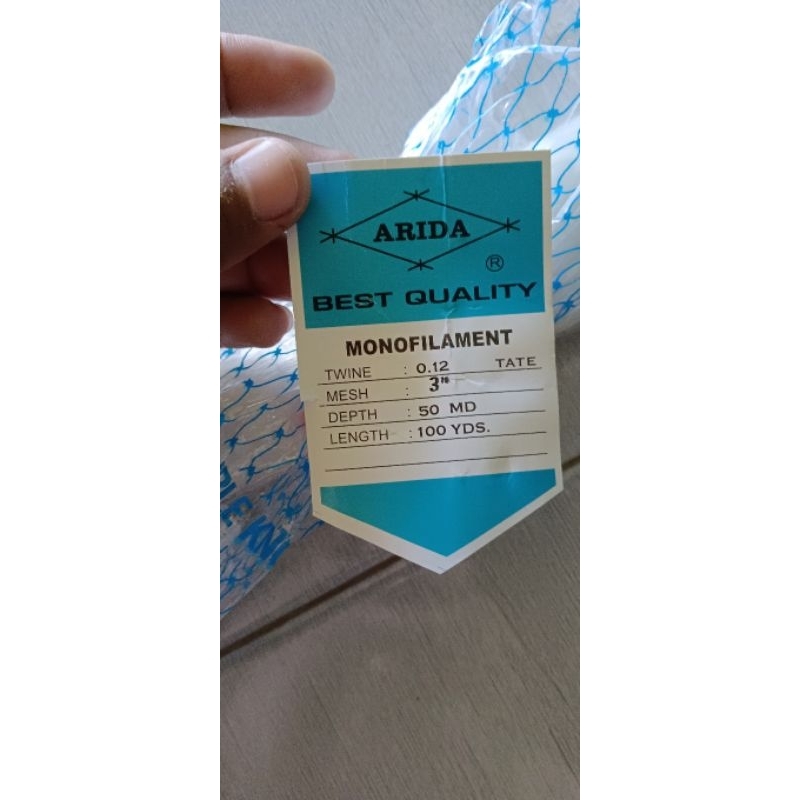 ARIDA
®
BEST QUALITY
MONOFILAMENT
TWINE : 0.12 TATE
MESH : 3"
DEPTH : 50 MD
LENGTH : 100 YDS.